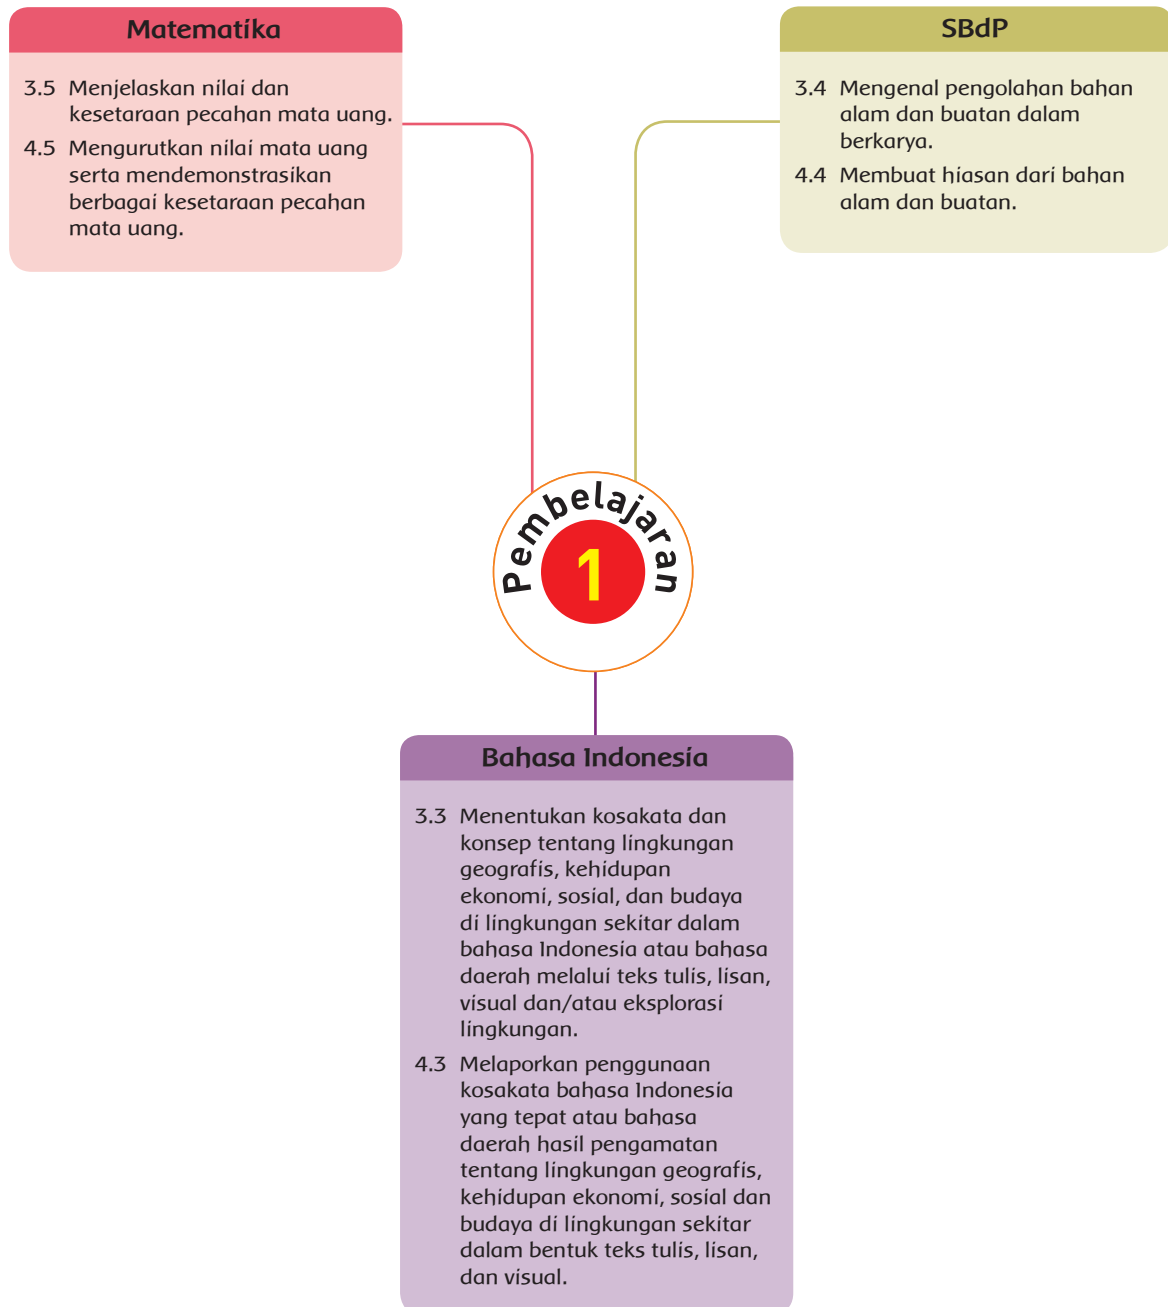 Matematika
3.5 Menjelaskan nilai dan
kesetaraan pecahan mata uang.
4.5 Mengurutkan nilai mata uang
serta mendemonstrasikan
berbagai kesetaraan pecahan
mata uang.
SBdP
3.4 Mengenal pengolahan bahan
alam dan buatan dalam
berkarya.
4.4 Membuat hiasan dari bahan
alam dan buatan.
Pembelajaran
1
Bahasa Indonesia
3.3 Menentukan kosakata dan
konsep tentang lingkungan
geografis, kehidupan
ekonomi, sosial, dan budaya
di lingkungan sekitar dalam
bahasa Indonesia atau bahasa
daerah melalui teks tulis, lisan,
visual dan/atau eksplorasi
lingkungan.
4.3 Melaporkan penggunaan
kosakata bahasa Indonesia
yang tepat atau bahasa
daerah hasil pengamatan
tentang lingkungan geografis,
kehidupan ekonomi, sosial dan
budaya di lingkungan sekitar
dalam bentuk teks tulis, lisan,
dan visual.